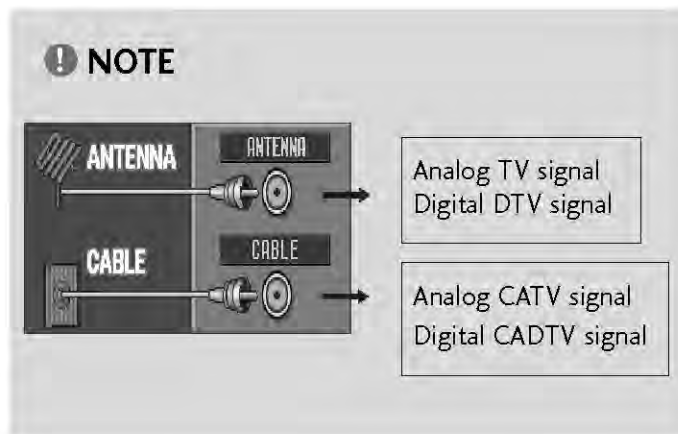 ! NOTE
ANTENNA
ANTENNA
Analog TV signal
Digital DTV signal
CABLE
CABLE
Analog CATV signal
Digital CADTV signal